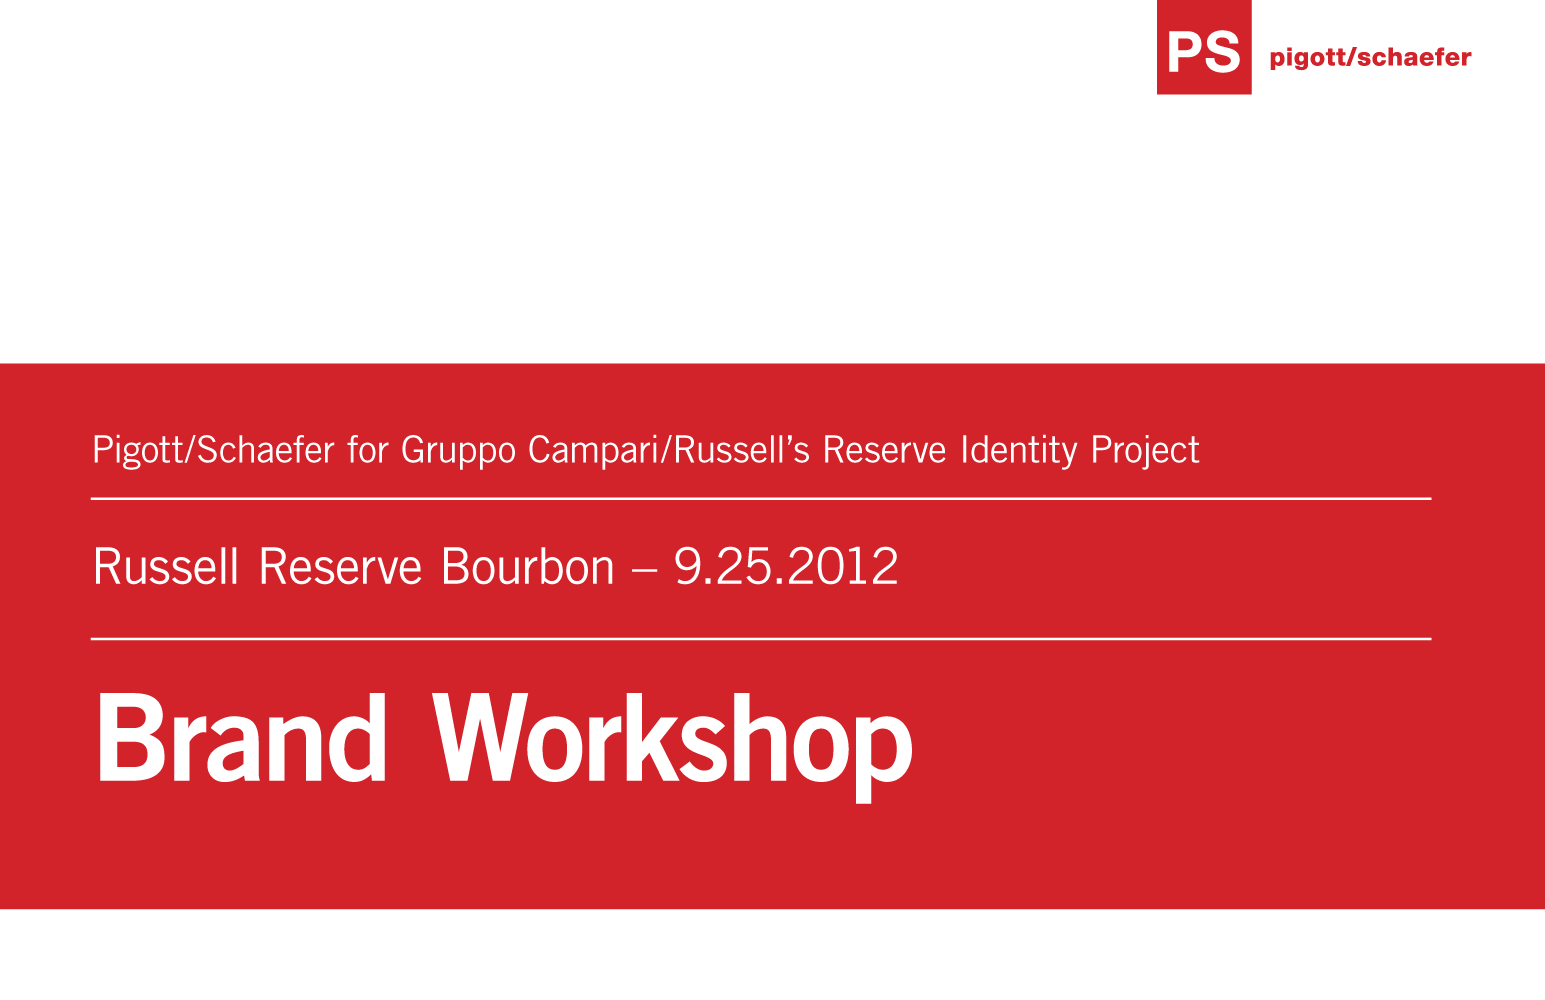 PS
pigott/schaefer
Pigott/Schaefer for Gruppo Campari/Russell’s Reserve Identity Project
Russell Reserve Bourbon – 9.25.2012
Brand Workshop